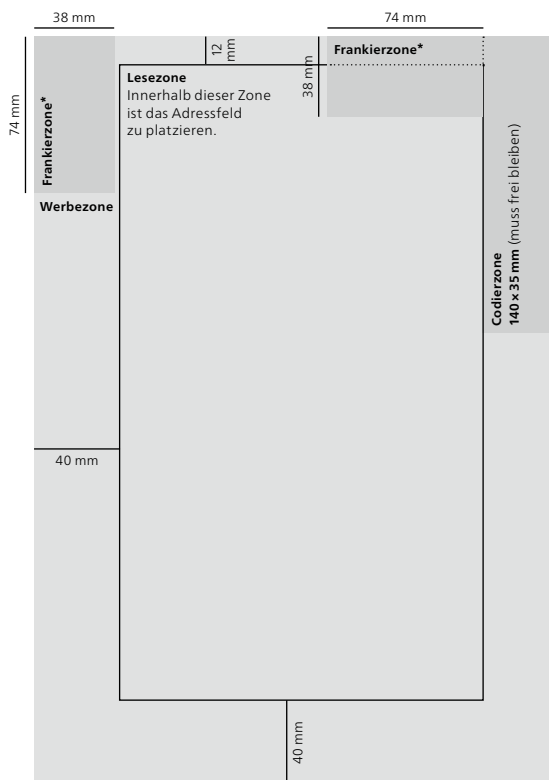 38 mm
74 mm
12
mm
Frankierzone*
38 mm
Lesezone
Innerhalb dieser Zone
ist das Adressfeld
zu platzieren.
74 mm
Frankierzone*
Werbezone
Codierzone
140 x 35 mm (muss frei bleiben)
40 mm
40 mm